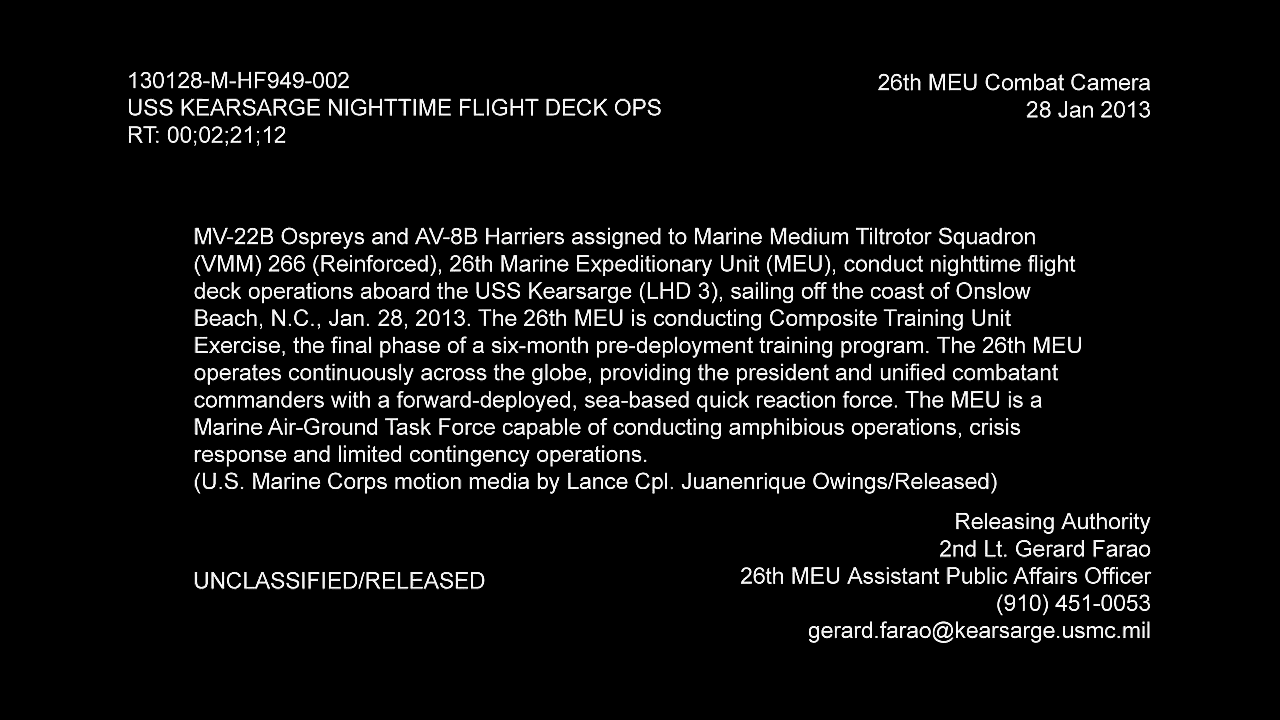 130128-M-HF949-002
USS KEARSARGE NIGHTTIME FLIGHT DECK OPS
RT: 00;02;21;12
26th MEU Combat Camera
28 Jan 2013
MV-22B Ospreys and AV-8B Harriers assigned to Marine Medium Tiltrotor Squadron
(VMM) 266 (Reinforced), 26th Marine Expeditionary Unit (MEU), conduct nighttime flight
deck operations aboard the USS Kearsarge (LHD 3), sailing off the coast of Onslow
Beach, N.C., Jan. 28, 2013. The 26th MEU is conducting Composite Training Unit
Exercise, the final phase of a six-month pre-deployment training program. The 26th MEU
operates continuously across the globe, providing the president and unified combatant
commanders with a forward-deployed, sea-based quick reaction force. The MEU is a
Marine Air-Ground Task Force capable of conducting amphibious operations, crisis
response and limited contingency operations.
(U.S. Marine Corps motion media by Lance Cpl. Juanenrique Owings/Released)
UNCLASSIFIED/RELEASED
Releasing Authority
2nd Lt. Gerard Farao
26th MEU Assistant Public Affairs Officer
(910) 451-0053
gerard.farao@kearsarge.usmc.mil